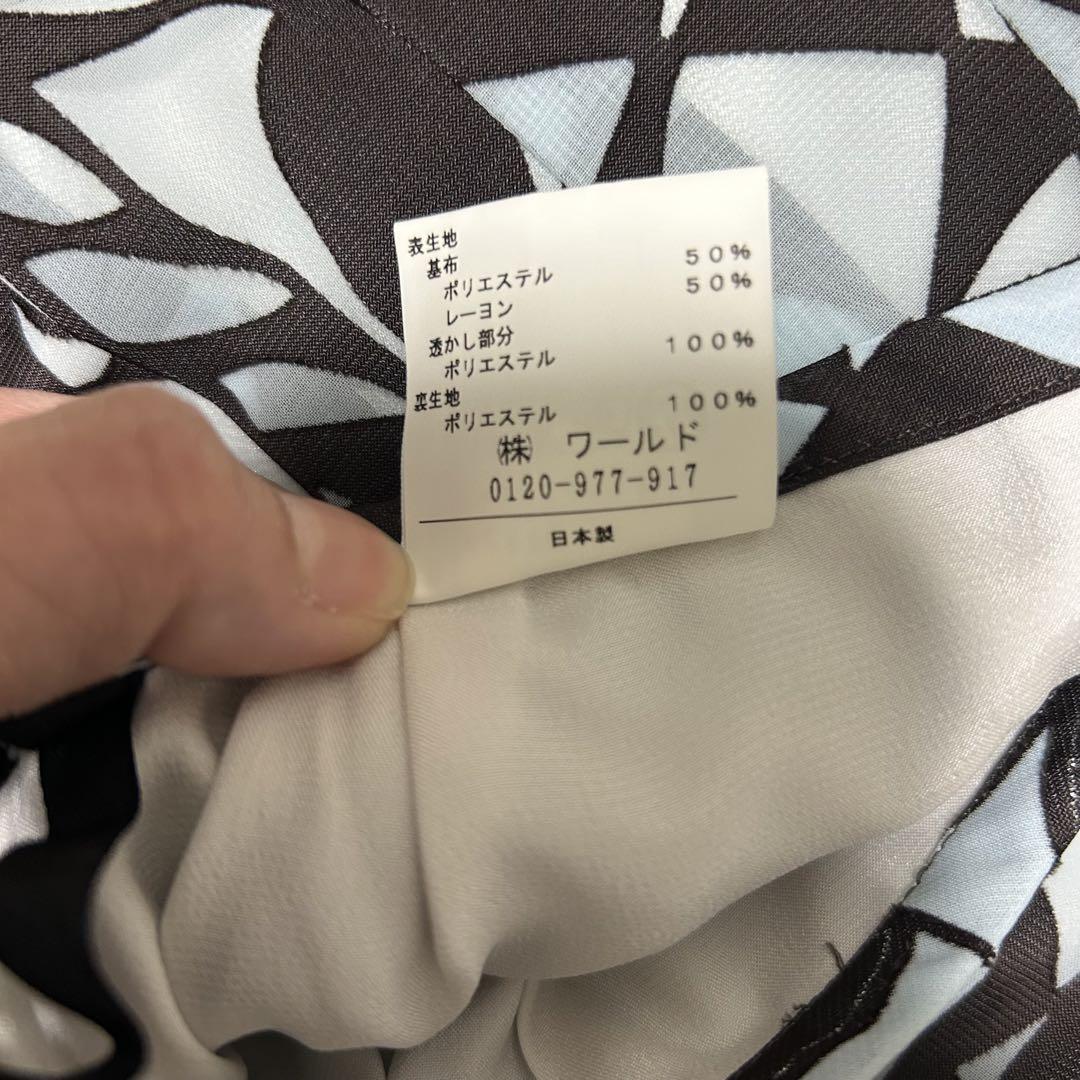 表生地
基布
ポリエステル 50%
レーヨン 50%
透かし部分
ポリエステル 100%
裏生地
ポリエステル 100%
㈱ ワールド
0120-977-917
日本製